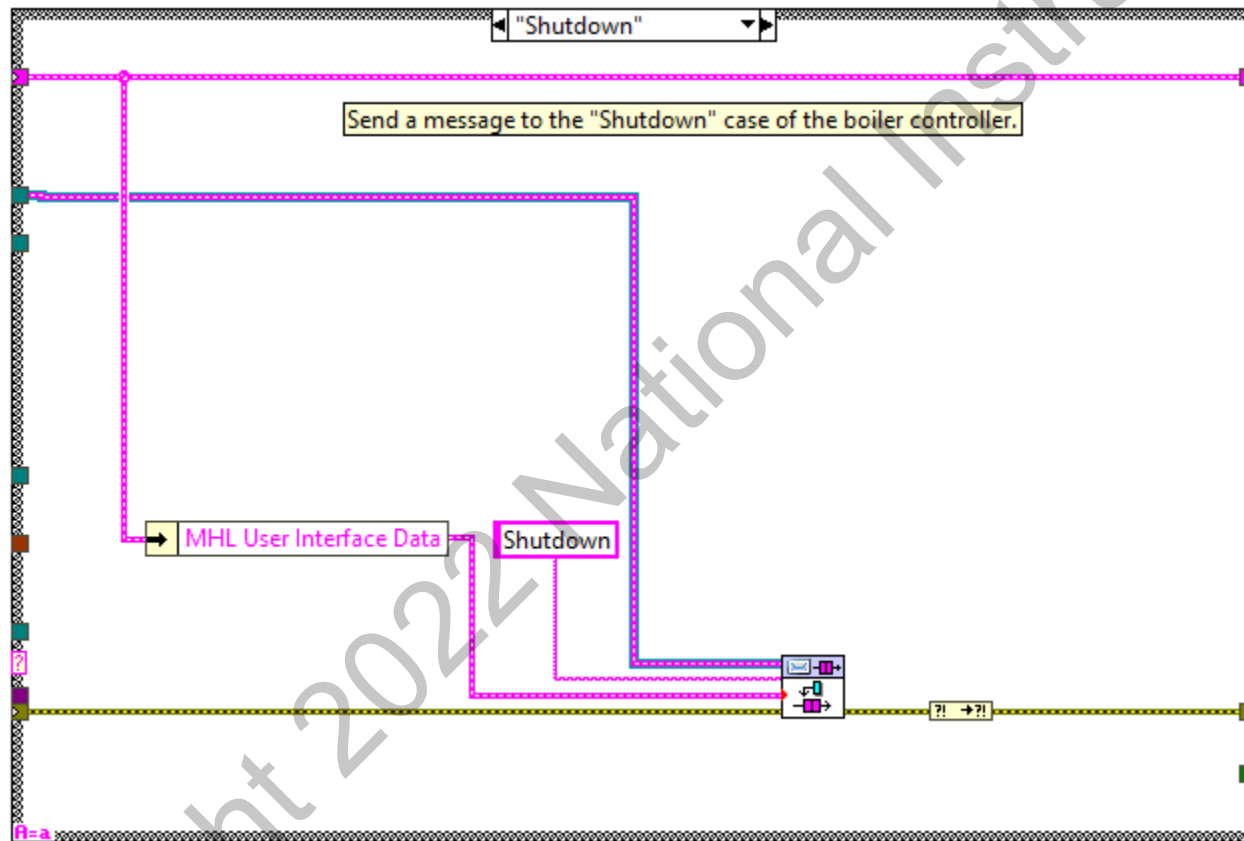 "Shutdown"
Send a message to the "Shutdown" case of the boiler controller.
MHL User Interface Data
Shutdown
?
?! ?!
A=a
ht 2022 National Instru